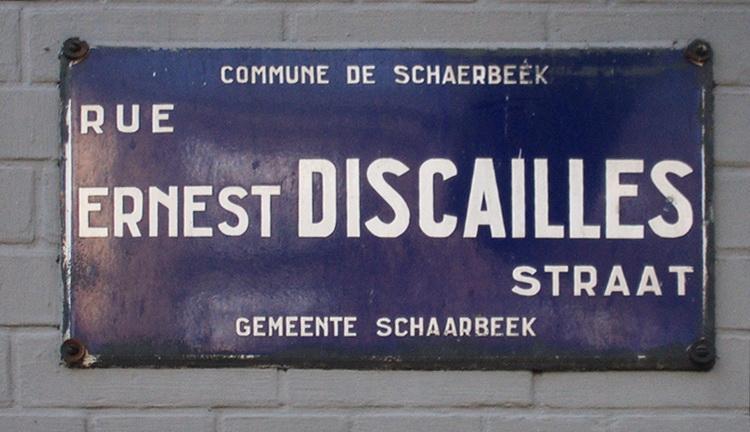 COMMUNE DE SCHAERBEEK
RUE
ERNEST DISCAILLES
STRAAT
GEMEENTE SCHAARBEEK